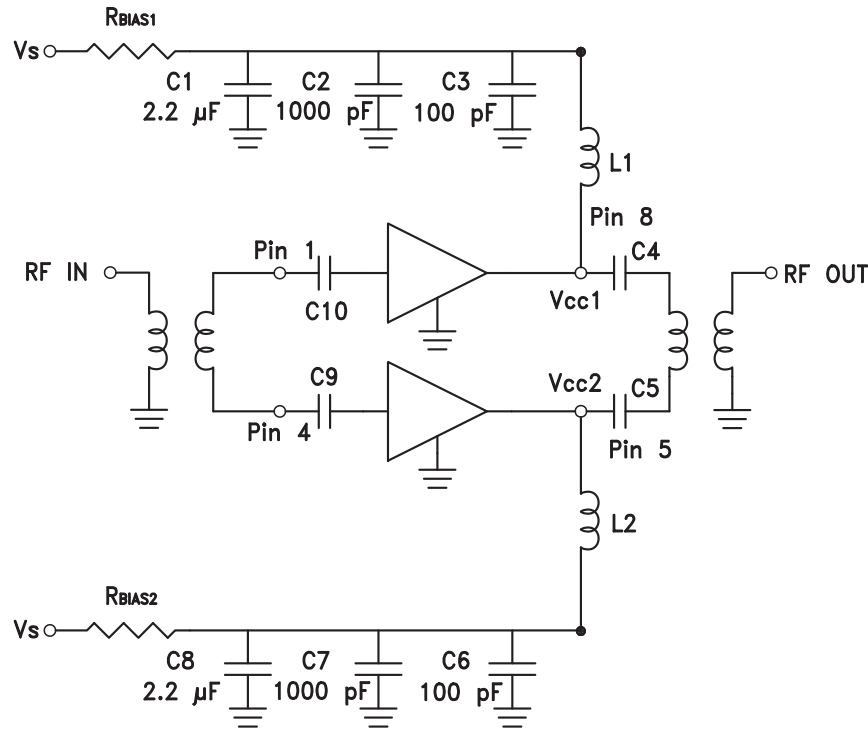 RBIAS1
Vs
C1
2.2 µF
C2
1000 pF
C3
100 pF
L1
Pin 8
Pin 1
C4
RF IN
RF OUT
C10
Vcc1
C9
Vcc2
C5
Pin 4
Pin 5
L2
RBIAS2
Vs
C8
2.2 µF
C7
1000 pF
C6
100 pF